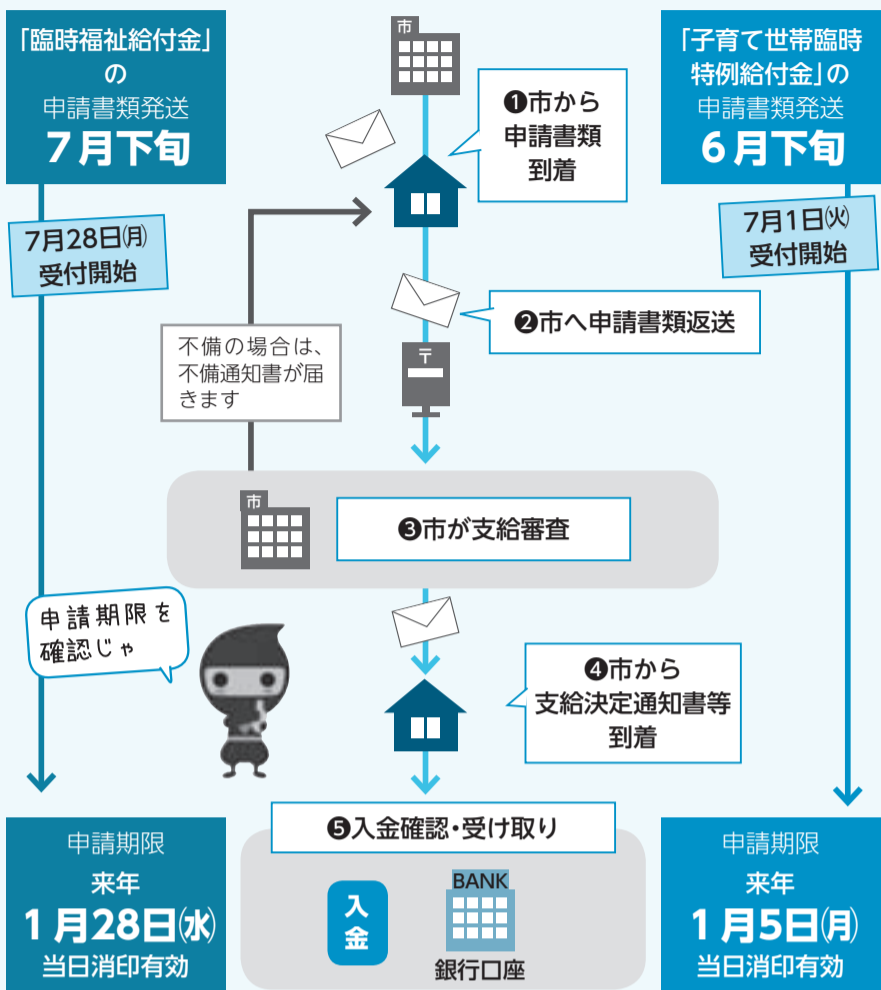 「臨時福祉給付金」
の
申請書類発送
7月下旬
7月28日㈪
受付開始
市
❶市から
申請書類
到着
「子育て世帯臨時
特例給付金」の
申請書類発送
6月下旬
7月1日㈫
受付開始
❷市へ申請書類返送
〒
不備の場合は、
不備通知書が届
きます
市
❸市が支給審査
申請期限を
確認じゃ
❹市から
支給決定通知書等
到着
❺入金確認・受け取り
入
金
BANK
銀行口座
申請期限
来年
1月28日㈬
当日消印有効
申請期限
来年
1月5日㈪
当日消印有効